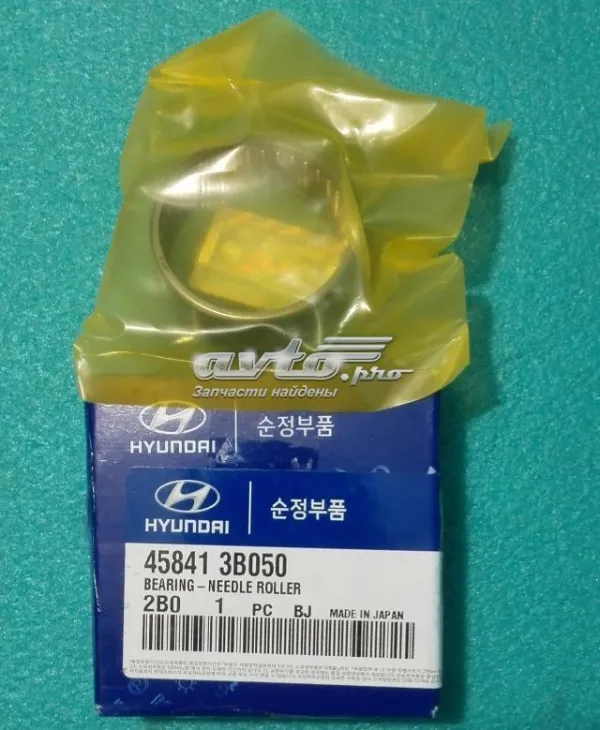 avto.pro
Запчасти найдены
HYUNDAI 순정부품
HYUNDAI 순정부품
45841 3B050
BEARING-NEEDLE ROLLER
2B0 1 PC BJ MADE IN JAPAN